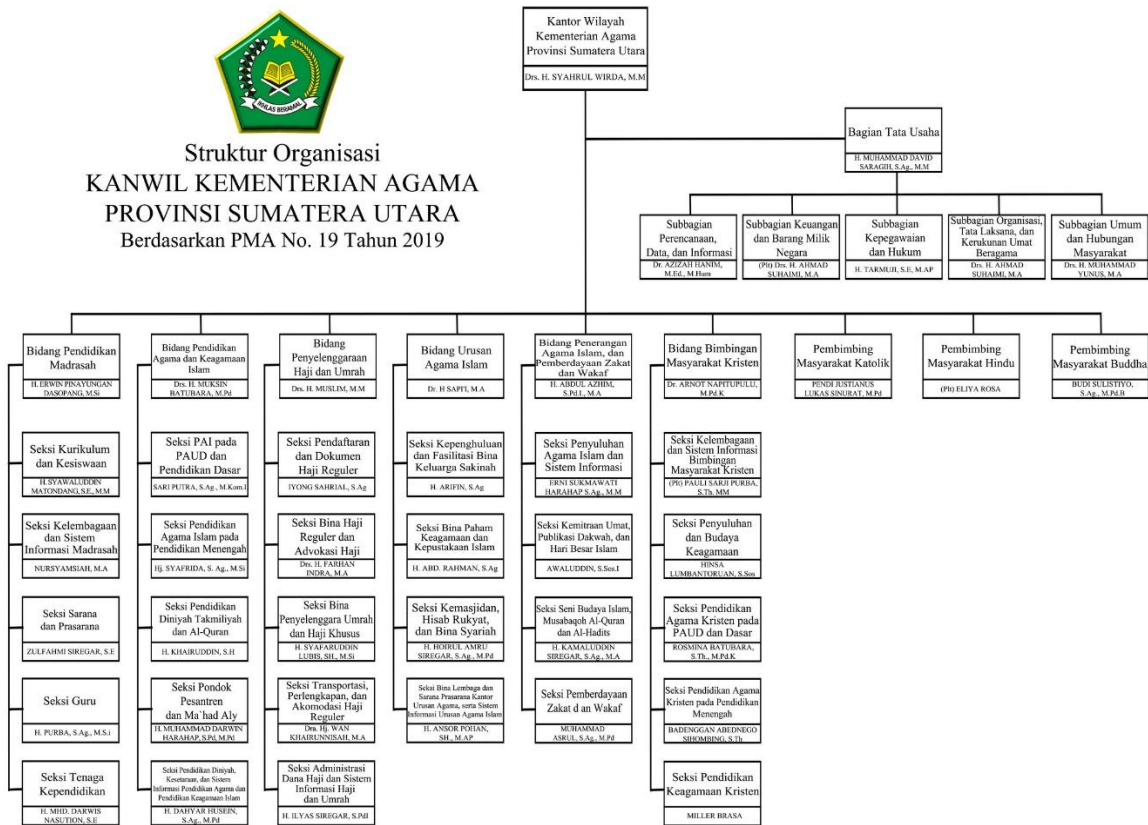 Kantor Wilayah
Kementerian Agama
Provinsi Sumatera Utara
Drs. H. SYAHRUL WIRDA, M.M
IKHLAS BERAMAL
Struktur Organisasi
KANWIL KEMENTERIAN AGAMA
PROVINSI SUMATERA UTARA
Berdasarkan PMA No. 19 Tahun 2019
Bagian Tata Usaha
H. MUHAMMAD DAVID
SARAGIH, S.Ag, M.M
Subbagian
Perencanaan,
Data, dan Informasi
Dr. AZIZAH HANIM,
M.Ed., M.Hum
Subbagian Keuangan
dan Barang Milik
Negara
(Plt) Drs. H. AHMAD
SUHAIMI, M.A
Subbagian
Kepegawaian
dan Hukum
H. TARMUJI, S.E, M.AP
Subbagian Organisasi,
Tata Laksana, dan
Kerukunan Umat
Beragama
Drs. H. AHMAD
SUHAIMI, M.A
Subbagian Umum
dan Hubungan
Masyarakat
Drs. H. MUHAMMAD
YUNUS, M.A
Bidang Pendidikan
Madrasah
H. ERWIN PINAYUNGAN
DASOPANG, M.Si
Bidang Pendidikan
Agama dan Keagamaan
Islam
Drs. H. MUKSIN
BATUBARA, M.Pd
Bidang
Penyelenggaraan
Haji dan Umrah
Drs. H. MUSLIM, M.M
Bidang Urusan
Agama Islam
Dr. H SAPII, M.A
Bidang Penerangan
Agama Islam, dan
Pemberdayaan Zakat
dan Wakaf
H. ABDUL AZHIM,
S.Pd.I., M.A
Bidang Bimbingan
Masyarakat Kristen
Dr. ARNOT NAPITUPULU,
M.Pd.K
Pembimbing
Masyarakat Katolik
PENDI JUSTIANUS
LUKAS SINURAT, M.Pd
Pembimbing
Masyarakat Hindu
(Plt) ELIYA ROSA
Pembimbing
Masyarakat Buddha
BUDI SULISTIYO,
S.Ag., M.Pd.B
Seksi Kurikulum
dan Kesiswaan
H. SYAWALUDDIN
MATONDANG, S.E., M.M
Seksi PAI pada
PAUD dan
Pendidikan Dasar
SARI PUTRA, S.Ag., M.Kom.I
Seksi Pendaftaran
dan Dokumen
Haji Reguler
IYONG SAHRIAL, S.Ag
Seksi Kepenghuluan
dan Fasilitasi Bina
Keluarga Sakinah
H. ARIFIN, S.Ag
Seksi Penyuluhan
Agama Islam dan
Sistem Informasi
ERNI SUKMAWATI
HARAHAP S.Ag., M.M
Seksi Kelembagaan
dan Sistem Informasi
Bimbingan
Masyarakat Kristen
(Plt) PAULI SARJI PURBA,
S.Th. MM
Seksi Kelembagaan
dan Sistem
Informasi Madrasah
NURSYAMSIAH, M.A
Seksi Pendidikan
Agama Islam pada
Pendidikan Menengah
Hj. SYAFRIDA, S. Ag., M.Si
Seksi Bina Haji
Reguler dan
Advokasi Haji
Drs. H. FARHAN
INDRA, M.A
Seksi Bina Paham
Keagamaan dan
Kepustakaan Islam
H. ABD. RAHMAN, S.Ag
Seksi Kemitraan Umat,
Publikasi Dakwah, dan
Hari Besar Islam
AWALUDDIN, S.Sos.I
Seksi Penyuluhan
dan Budaya
Keagamaan
HINSA
LUMBANTORUAN, S.Sos
Seksi Sarana
dan Prasarana
ZULFAHMI SIREGAR, S.E
Seksi Pendidikan
Diniyah Takmiliyah
dan Al-Quran
H. KHAIRUDDIN, S.H
Seksi Bina
Penyelenggara Umrah
dan Haji Khusus
H. SYAFARUDDIN
LUBIS, SH., M.Si
Seksi Kemasjidan,
Hisab Rukyat,
dan Bina Syariah
H. HOIRUL AMRU
SIREGAR, S.Ag., M.Pd
Seksi Seni Budaya Islam,
Musabaqoh Al-Quran
dan Al-Hadits
H. KAMALUDDIN
SIREGAR, S.Ag., M.A
Seksi Pendidikan
Agama Kristen pada
PAUD dan Dasar
ROSMINA BATUBARA,
S.Th., M.Pd.K
Seksi Guru
H. PURBA, S.Ag., M.S.i
Seksi Pondok
Pesantren
dan Ma`had Aly
H. MUHAMMAD DARWIN
HARAHAP, S.Pd, M.Pd
Seksi Transportasi,
Perlengkapan, dan
Akomodasi Haji
Reguler
Dra. Hj. WAN
KHAIRUNNISAH, M.A
Seksi Bina Lembaga dan
Sarana Prasarana Kantor
Urusan Agama, serta Sistem
Informasi Urusan Agama Islam
H. ANSOR POHAN,
SH., M.AP
Seksi Pemberdayaan
Zakat d an Wakaf
MUHAMMAD
ASRUL, S.Ag., M.Pd
Seksi Pendidikan Agama
Kristen pada Pendidikan
Menengah
BADENGGAN ABEDNEGO
SIHOMBING, S.Th
Seksi Tenaga
Kependidikan
H. MHD. DARWIS
NASUTION, S.E
Seksi Pendidikan Diniyah,
Kesetaraan, dan Sistem
Informasi Pendidikan Agama dan
Pendidikan Keagamaan Islam
H. DAHYAR HUSEIN,
S.Ag., M.Pd
Seksi Administrasi
Dana Haji dan Sistem
Informasi Haji
dan Umrah
H. ILYAS SIREGAR, S.PdI
Seksi Pendidikan
Keagamaan Kristen
MILLER BRASA